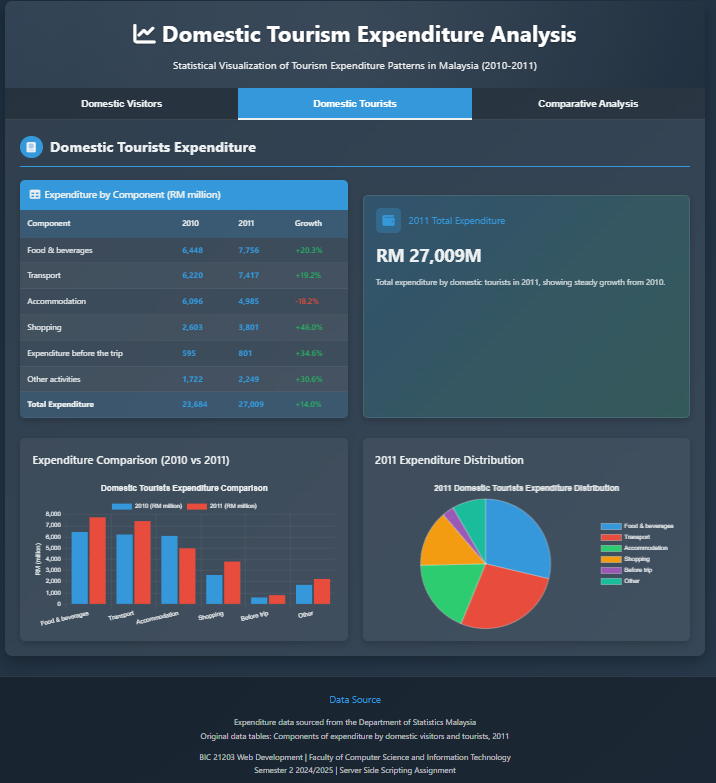 Domestic Tourism Expenditure Analysis
Statistical Visualization of Tourism Expenditure Patterns in Malaysia (2010-2011)
Domestic Visitors
Domestic Tourists
Comparative Analysis
Domestic Tourists Expenditure
Expenditure by Component (RM million)
Component 2010 2011 Growth
Food & beverages 6,448 7,756 +20.3%
Transport 6,220 7,417 +19.2%
Accommodation 6,096 4,985 -18.2%
Shopping 2,603 3,801 +46.0%
Expenditure before the trip 595 801 +34.6%
Other activities 1,722 2,249 +30.6%
Total Expenditure 23,684 27,009 +14.0%
2011 Total Expenditure
RM 27,009M
Total expenditure by domestic tourists in 2011, showing steady growth from 2010.
Expenditure Comparison (2010 vs 2011)
Domestic Tourists Expenditure Comparison
2010 (RM million) 2011 (RM million)
RM (million)
8,000
7,000
6,000
5,000
4,000
3,000
2,000
1,000
0
Food & beverages Transport Accommodation Shopping Before trip Other
2011 Expenditure Distribution
2011 Domestic Tourists Expenditure Distribution
Food & beverages
Transport
Accommodation
Shopping
Before trip
Other
Data Source
Expenditure data sourced from the Department of Statistics Malaysia
Original data tables: Components of expenditure by domestic visitors and tourists, 2011
BIC 21203 Web Development | Faculty of Computer Science and Information Technology
Semester 2 2024/2025 | Server Side Scripting Assignment